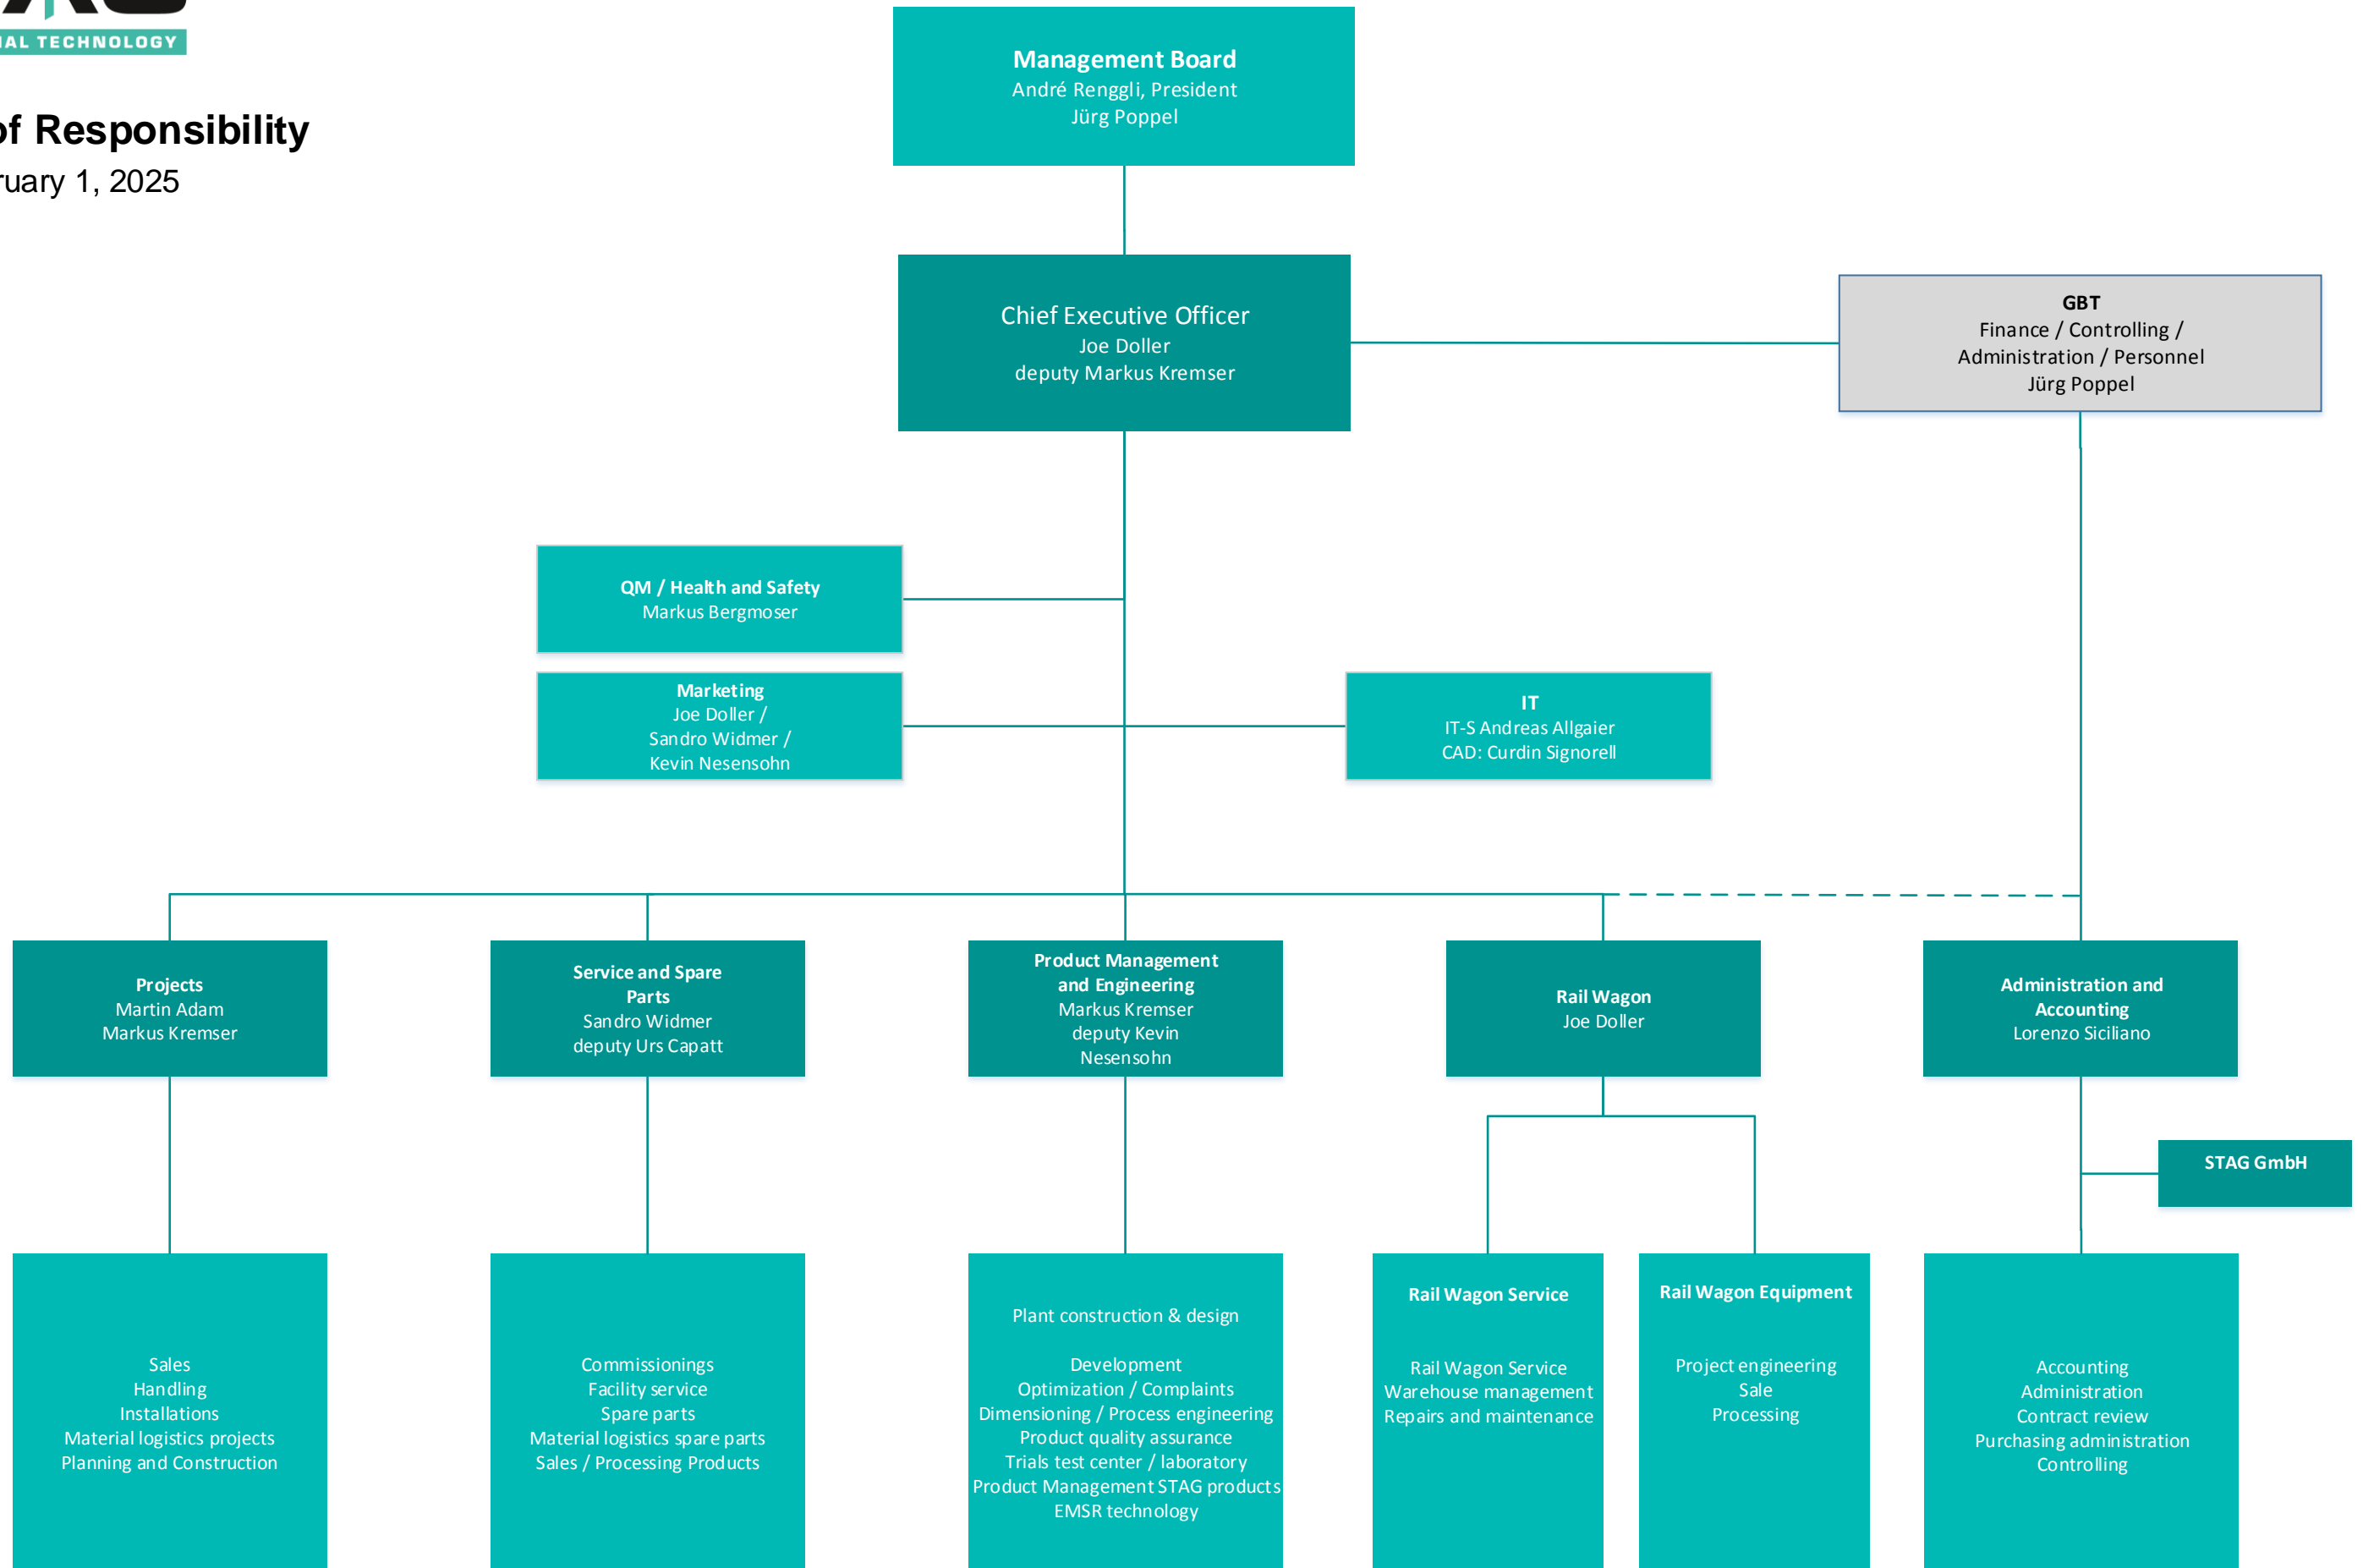 AL TECHNOLOGY
of Responsibility
ruary 1, 2025
Management Board
André Renggli, President
Jürg Poppel
Chief Executive Officer
Joe Doller
deputy Markus Kremser
GBT
Finance / Controlling /
Administration / Personnel
Jürg Poppel
QM / Health and Safety
Markus Bergmoser
Marketing
Joe Doller /
Sandro Widmer /
Kevin Nesensohn
IT
IT-S Andreas Allgaier
CAD: Curdin Signorell
Projects
Martin Adam
Markus Kremser
Service and Spare
Parts
Sandro Widmer
deputy Urs Capatt
Product Management
and Engineering
Markus Kremser
deputy Kevin
Nesensohn
Rail Wagon
Joe Doller
Administration and
Accounting
Lorenzo Siciliano
STAG GmbH
Sales
Handling
Installations
Material logistics projects
Planning and Construction
Commissionings
Facility service
Spare parts
Material logistics spare parts
Sales / Processing Products
Plant construction & design
Development
Optimization / Complaints
Dimensioning / Process engineering
Product quality assurance
Trials test center / laboratory
Product Management STAG products
EMSR technology
Rail Wagon Service
Rail Wagon Service
Warehouse management
Repairs and maintenance
Rail Wagon Equipment
Project engineering
Sale
Processing
Accounting
Administration
Contract review
Purchasing administration
Controlling